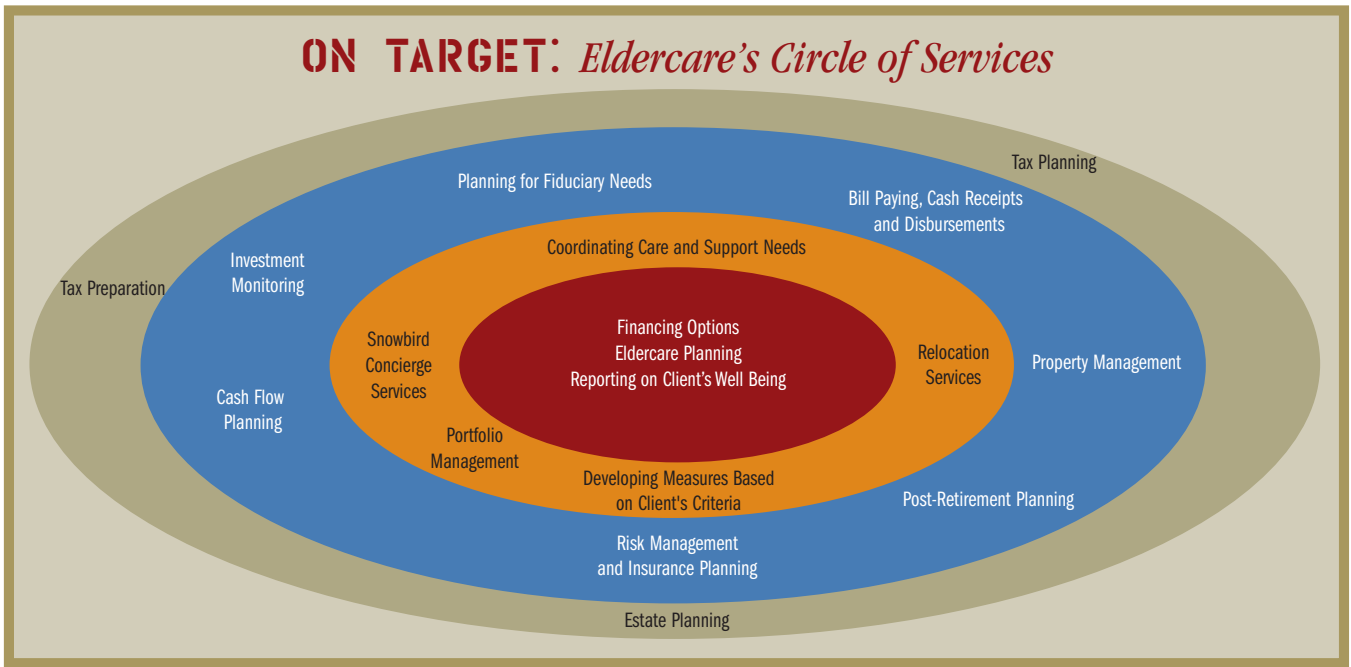 ON TARGET: Eldercare's Circle of Services
Tax Planning
Planning for Fiduciary Needs
Bill Paying, Cash Receipts
and Disbursements
Coordinating Care and Support Needs
Investment
Monitoring
Tax Preparation
Financing Options
Eldercare Planning
Reporting on Client's Well Being
Snowbird
Concierge
Services
Relocation
Services
Property Management
Cash Flow
Planning
Portfolio
Management
Developing Measures Based
on Client's Criteria
Post-Retirement Planning
Risk Management
and Insurance Planning
Estate Planning